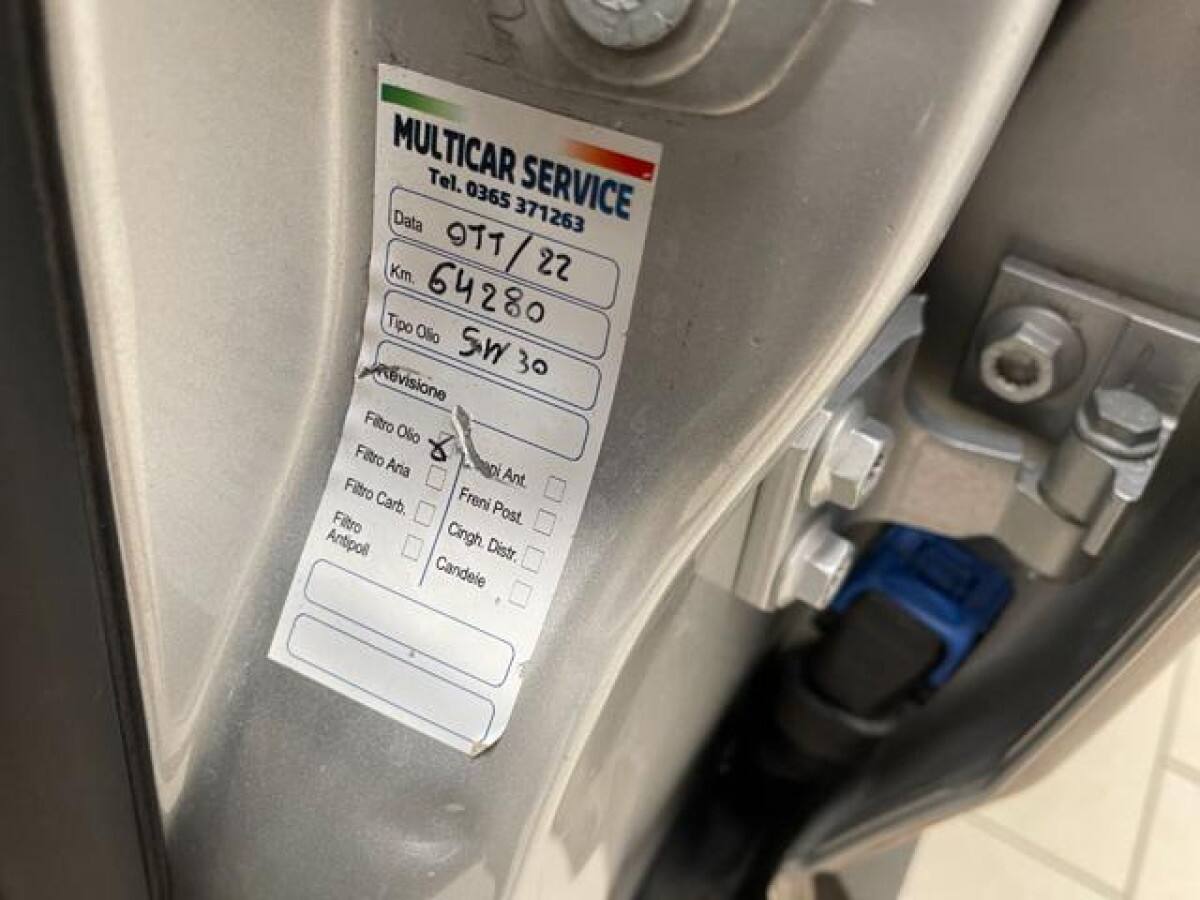 MULTICAR SERVICE
Tel. 0365 371263
Data OTT/22
Km. 64280
Tipo Olio 5W30
Revisione
Filtro Olio X
Filtro Aria
Filtro Carb.
Filtro
Antipoll
Ant.
Freni Post.
Cingh. Distr.
Candele